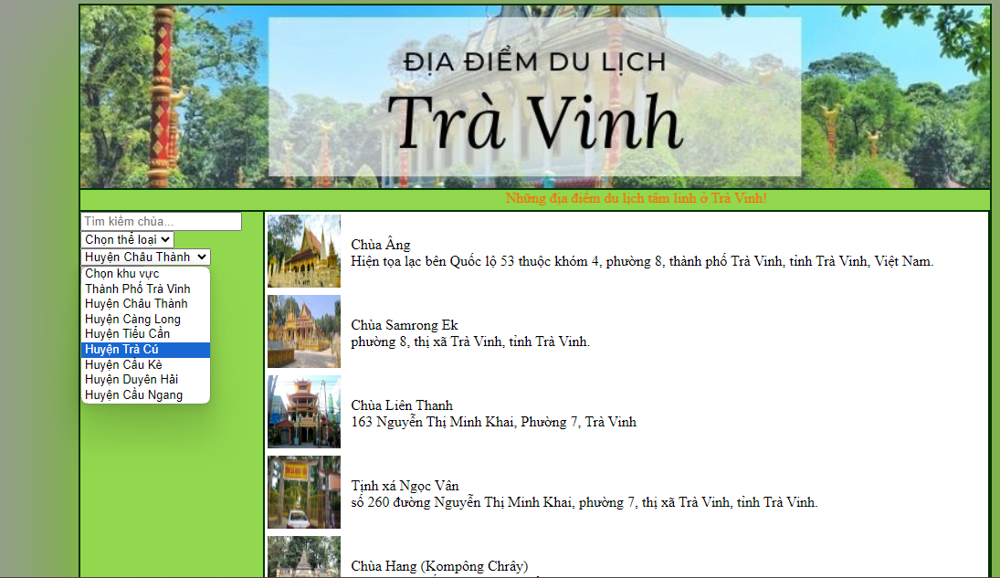 ĐỊA ĐIỂM DU LỊCH
Trà Vinh
Những địa điểm du lịch tâm linh ở Trà Vinh!
Tìm kiếm chùa...
Chọn thể loại
Huyện Châu Thành
Chọn khu vực
Thành Phố Trà Vinh
Huyện Châu Thành
Huyện Càng Long
Huyện Tiểu Cần
Huyện Trà Cú
Huyện Cầu Kè
Huyện Duyên Hải
Huyện Cầu Ngang
Chùa Âng
Hiện tọa lạc bên Quốc lộ 53 thuộc khóm 4, phường 8, thành phố Trà Vinh, tỉnh Trà Vinh, Việt Nam.
Chùa Samrong Ek
phường 8, thị xã Trà Vinh, tỉnh Trà Vinh.
Chùa Liên Thanh
163 Nguyễn Thị Minh Khai, Phường 7, Trà Vinh
Tịnh xá Ngọc Vân
số 260 đường Nguyễn Thị Minh Khai, phường 7, thị xã Trà Vinh, tỉnh Trà Vinh.
Chùa Hang (Kompông Chrây)